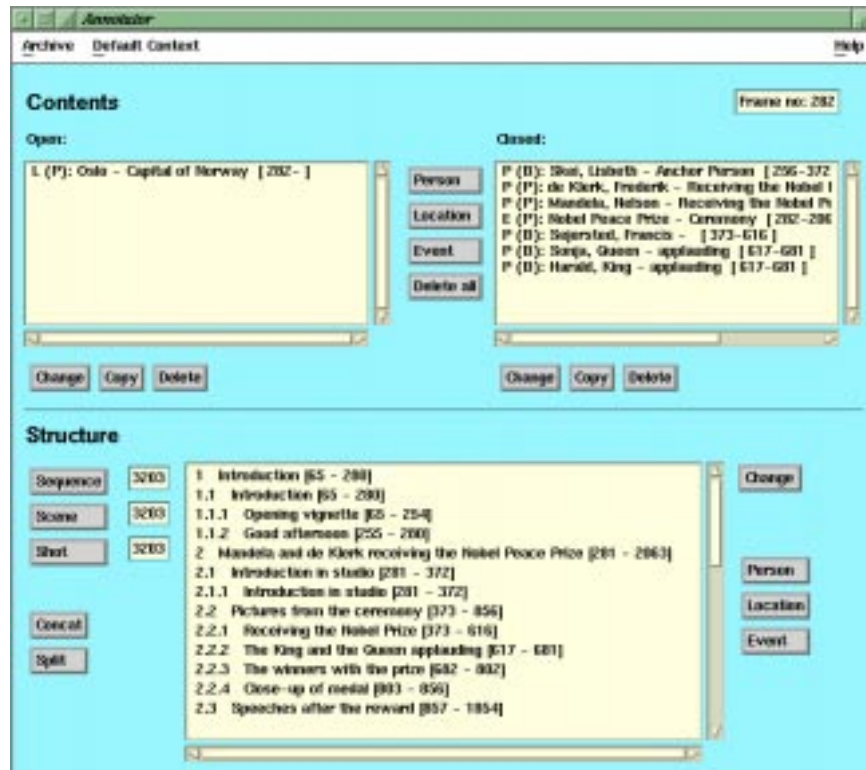 Annotator
Archive Default Context Help
Contents
Frame no: 282
Open:
Closed:
L (P): Oslo - Capital of Norway [ 282- ]
P (D): Skøi, Lisbeth - Anchor Person [ 256-372
P (P): de Klerk, Frederik - Receiving the Nobel
P (P): Mandela, Nelson - Receiving the Nobel
E (P): Nobel Peace Prize - Ceremony [ 282-206
P (D): Sejersted, Francis - [ 373-616 ]
P (D): Sonja, Queen - applauding [ 617-681 ]
P (D): Harald, King - applauding [ 617-681 ]
Person
Location
Event
Delete all
Change Copy Delete
Change Copy Delete
Structure
Sequence 3203
Scene 3203
Shot 3203
Concat
Split
1 Introduction [65 - 280]
1.1 Introduction [65 - 280]
1.1.1 Opening vignette [65 - 254]
1.1.2 Good afternoon [255 - 280]
2 Mandela and de Klerk receiving the Nobel Peace Prize [281 - 2063]
2.1 Introduction in studio [281 - 372]
2.1.1 Introduction in studio [281 - 372]
2.2 Pictures from the ceremony [373 - 856]
2.2.1 Receiving the Nobel Prize [373 - 616]
2.2.2 The King and the Queen applauding [617 - 681]
2.2.3 The winners with the prize [682 - 802]
2.2.4 Close-up of medal [803 - 856]
2.3 Speeches after the reward [857 - 1854]
Change
Person
Location
Event